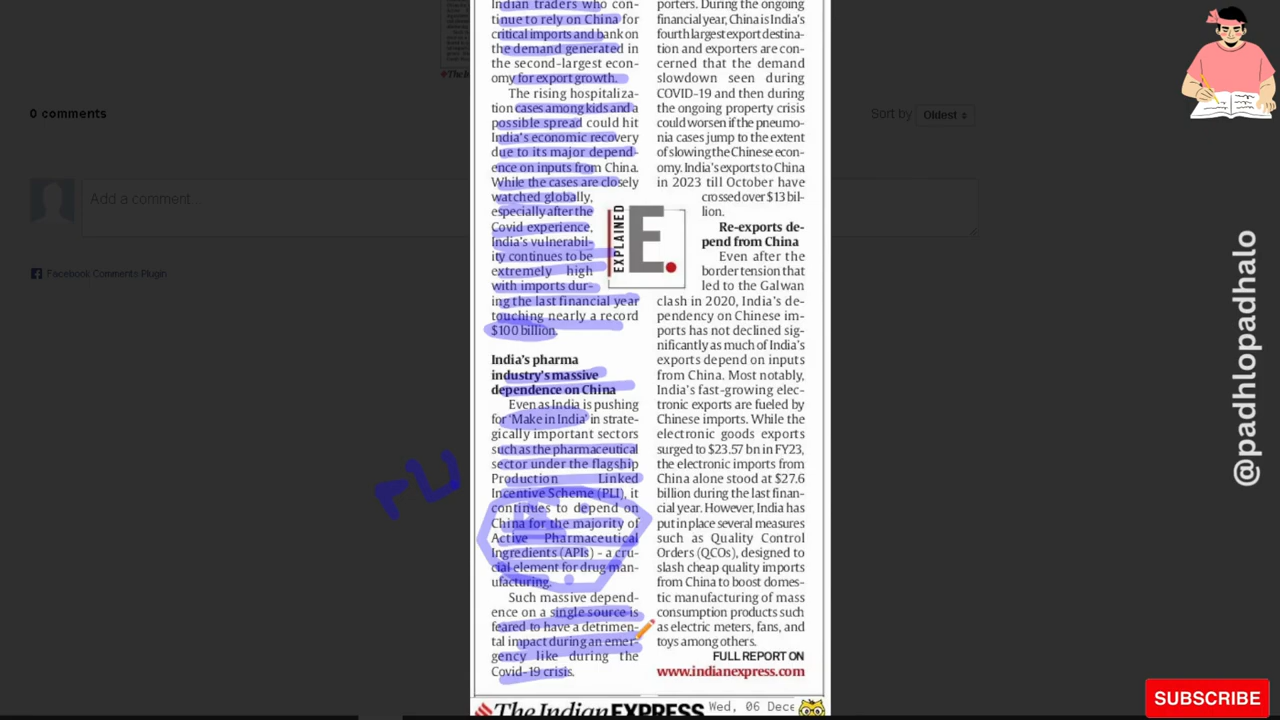 Indian traders who con-
tinue to rely on China for
critical imports and bank on
the demand generated in
the second-largest econ-
omy for export growth.
The rising hospitaliza-
tion cases among kids and a
possible spread could hit
India's economic recovery
due to its major depend-
ence on inputs from China.
While the cases are closely
watched globally,
especially after the
Covid experience,
India's vulnerabil-
ity continues to be
extremely high
with imports dur-
ing the last financial year
touching nearly a record
$100 billion.
India's pharma
industry's massive
dependence on China
Even as India is pushing
for 'Make in India' in strate-
gically important sectors
such as the pharmaceutical
sector under the flagship
Production Linked
Incentive Scheme (PLI), it
continues to depend on
China for the majority of
Active Pharmaceutical
Ingredients (APIs) - a cru-
cial element for drug man-
ufacturing.
Such massive depend-
ence on a single source is
feared to have a detrimen-
tal impact during an emer-
gency like during the
Covid-19 crisis.
EXPLAINED
E.
porters. During the ongoing
financial year, China is India's
fourth largest export destina-
tion and exporters are con-
cerned that the demand
slowdown seen during
COVID-19 and then during
the ongoing property crisis
could worsen if the pneumo-
nia cases jump to the extent
of slowing the Chinese econ-
omy. India's exports to China
in 2023 till October have
crossed over $13 bil-
lion.
Re-exports de-
pend from China
Even after the
border tension that
led to the Galwan
clash in 2020, India's de-
pendency on Chinese im-
ports has not declined sig-
nificantly as much of India's
exports depend on inputs
from China. Most notably,
India's fast-growing elec-
tronic exports are fueled by
Chinese imports. While the
electronic goods exports
surged to $23.57 bn in FY23,
the electronic imports from
China alone stood at $27.6
billion during the last finan-
cial year. However, India has
put in place several measures
such as Quality Control
Orders (QCOs), designed to
slash cheap quality imports
from China to boost domes-
tic manufacturing of mass
consumption products such
as electric meters, fans, and
toys among others.
FULL REPORT ON
www.indianexpress.com
The Indian EXPRESS
Wed, 06 Dece
0 comments
Sort by Oldest
Add a comment...
Facebook Comments Plugin
@padhlopadhalo
SUBSCRIBE